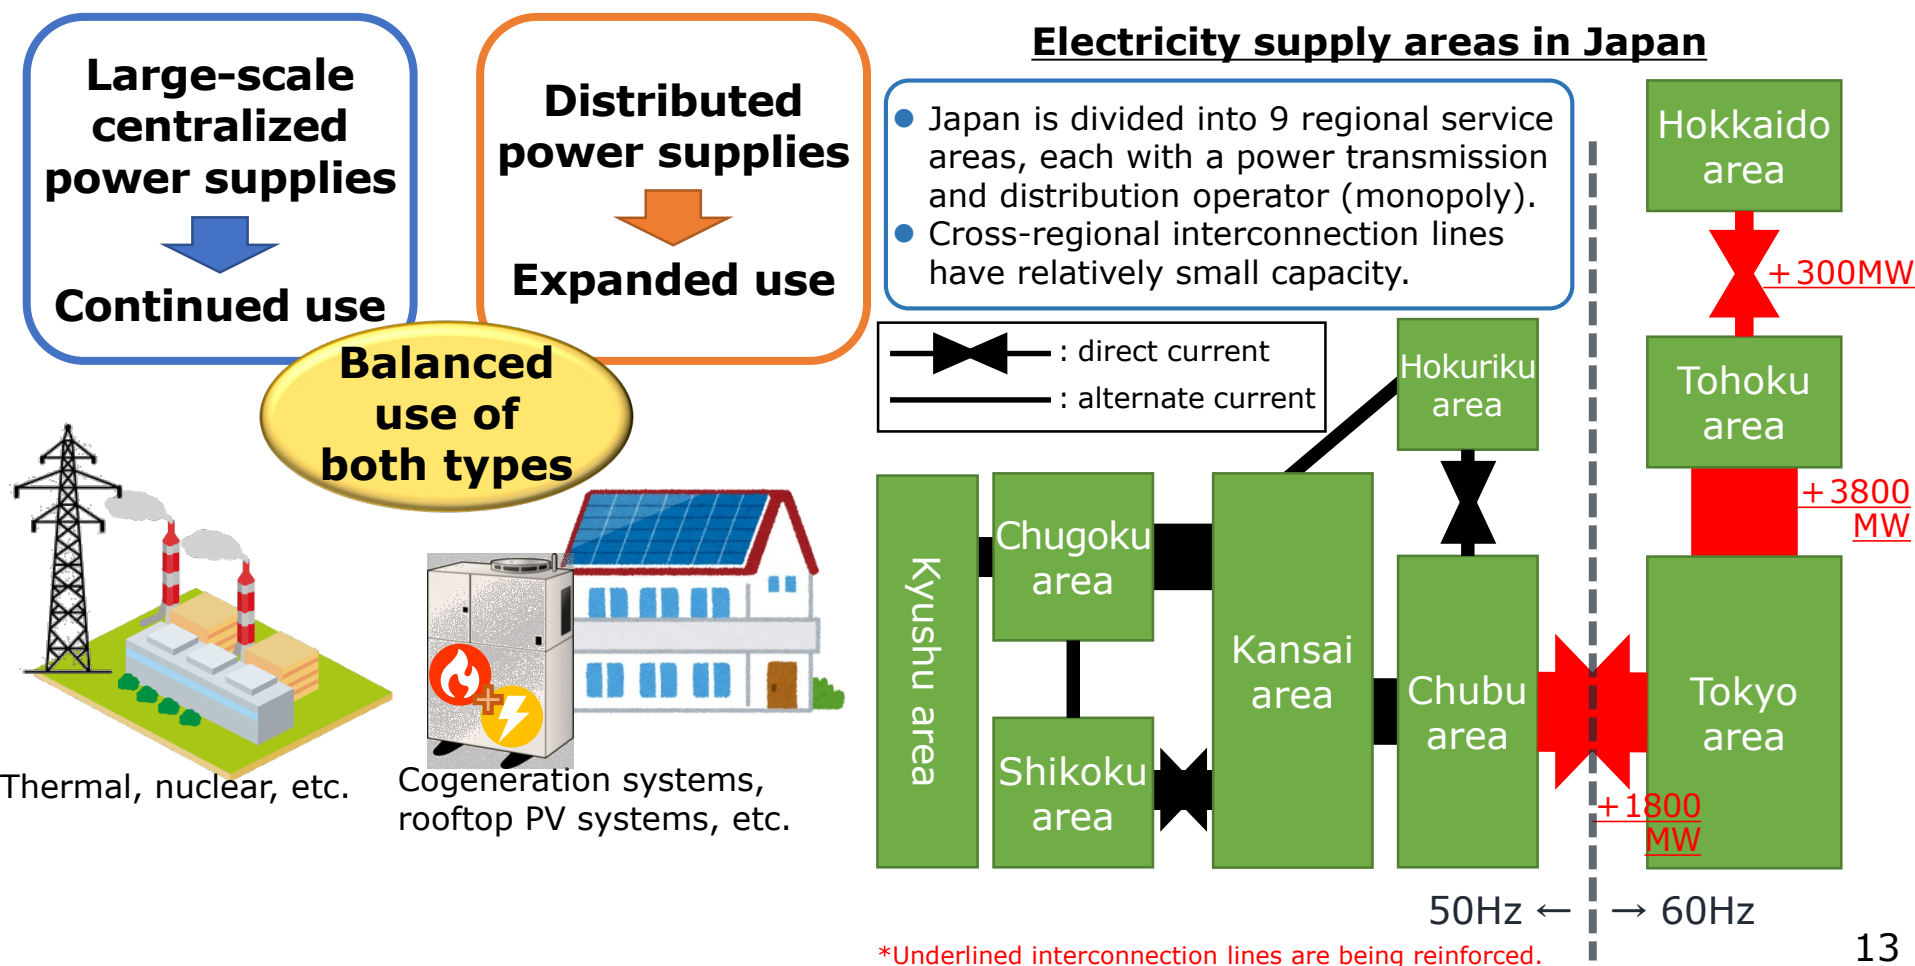 Large-scale
centralized
power supplies
Continued use
Distributed
power supplies
Expanded use
Balanced
use of
both types
Thermal, nuclear, etc.
Cogeneration systems,
rooftop PV systems, etc.
Electricity supply areas in Japan
● Japan is divided into 9 regional service
areas, each with a power transmission
and distribution operator (monopoly).
● Cross-regional interconnection lines
have relatively small capacity.
: direct current
: alternate current
Hokkaido
area
+300MW
Tohoku
area
+3800
MW
Hokuriku
area
Kyushu area
Chugoku
area
Shikoku
area
Kansai
area
Chubu
area
Tokyo
area
+1800
MW
50Hz ← → 60Hz
*Underlined interconnection lines are being reinforced.
13